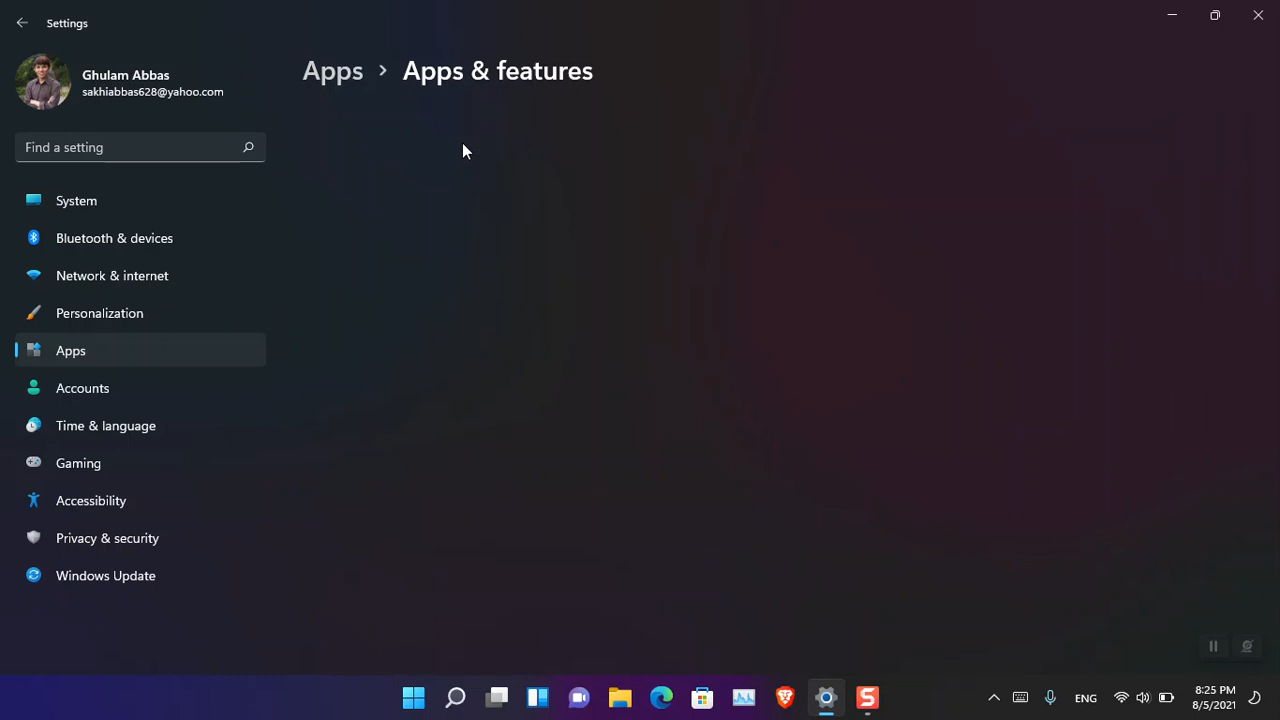 Settings
Ghulam Abbas
sakhiabbas628@yahoo.com
Apps > Apps & features
Find a setting
System
Bluetooth & devices
Network & internet
Personalization
Apps
Accounts
Time & language
Gaming
Accessibility
Privacy & security
Windows Update
S
ENG
8:25 PM
8/5/2021